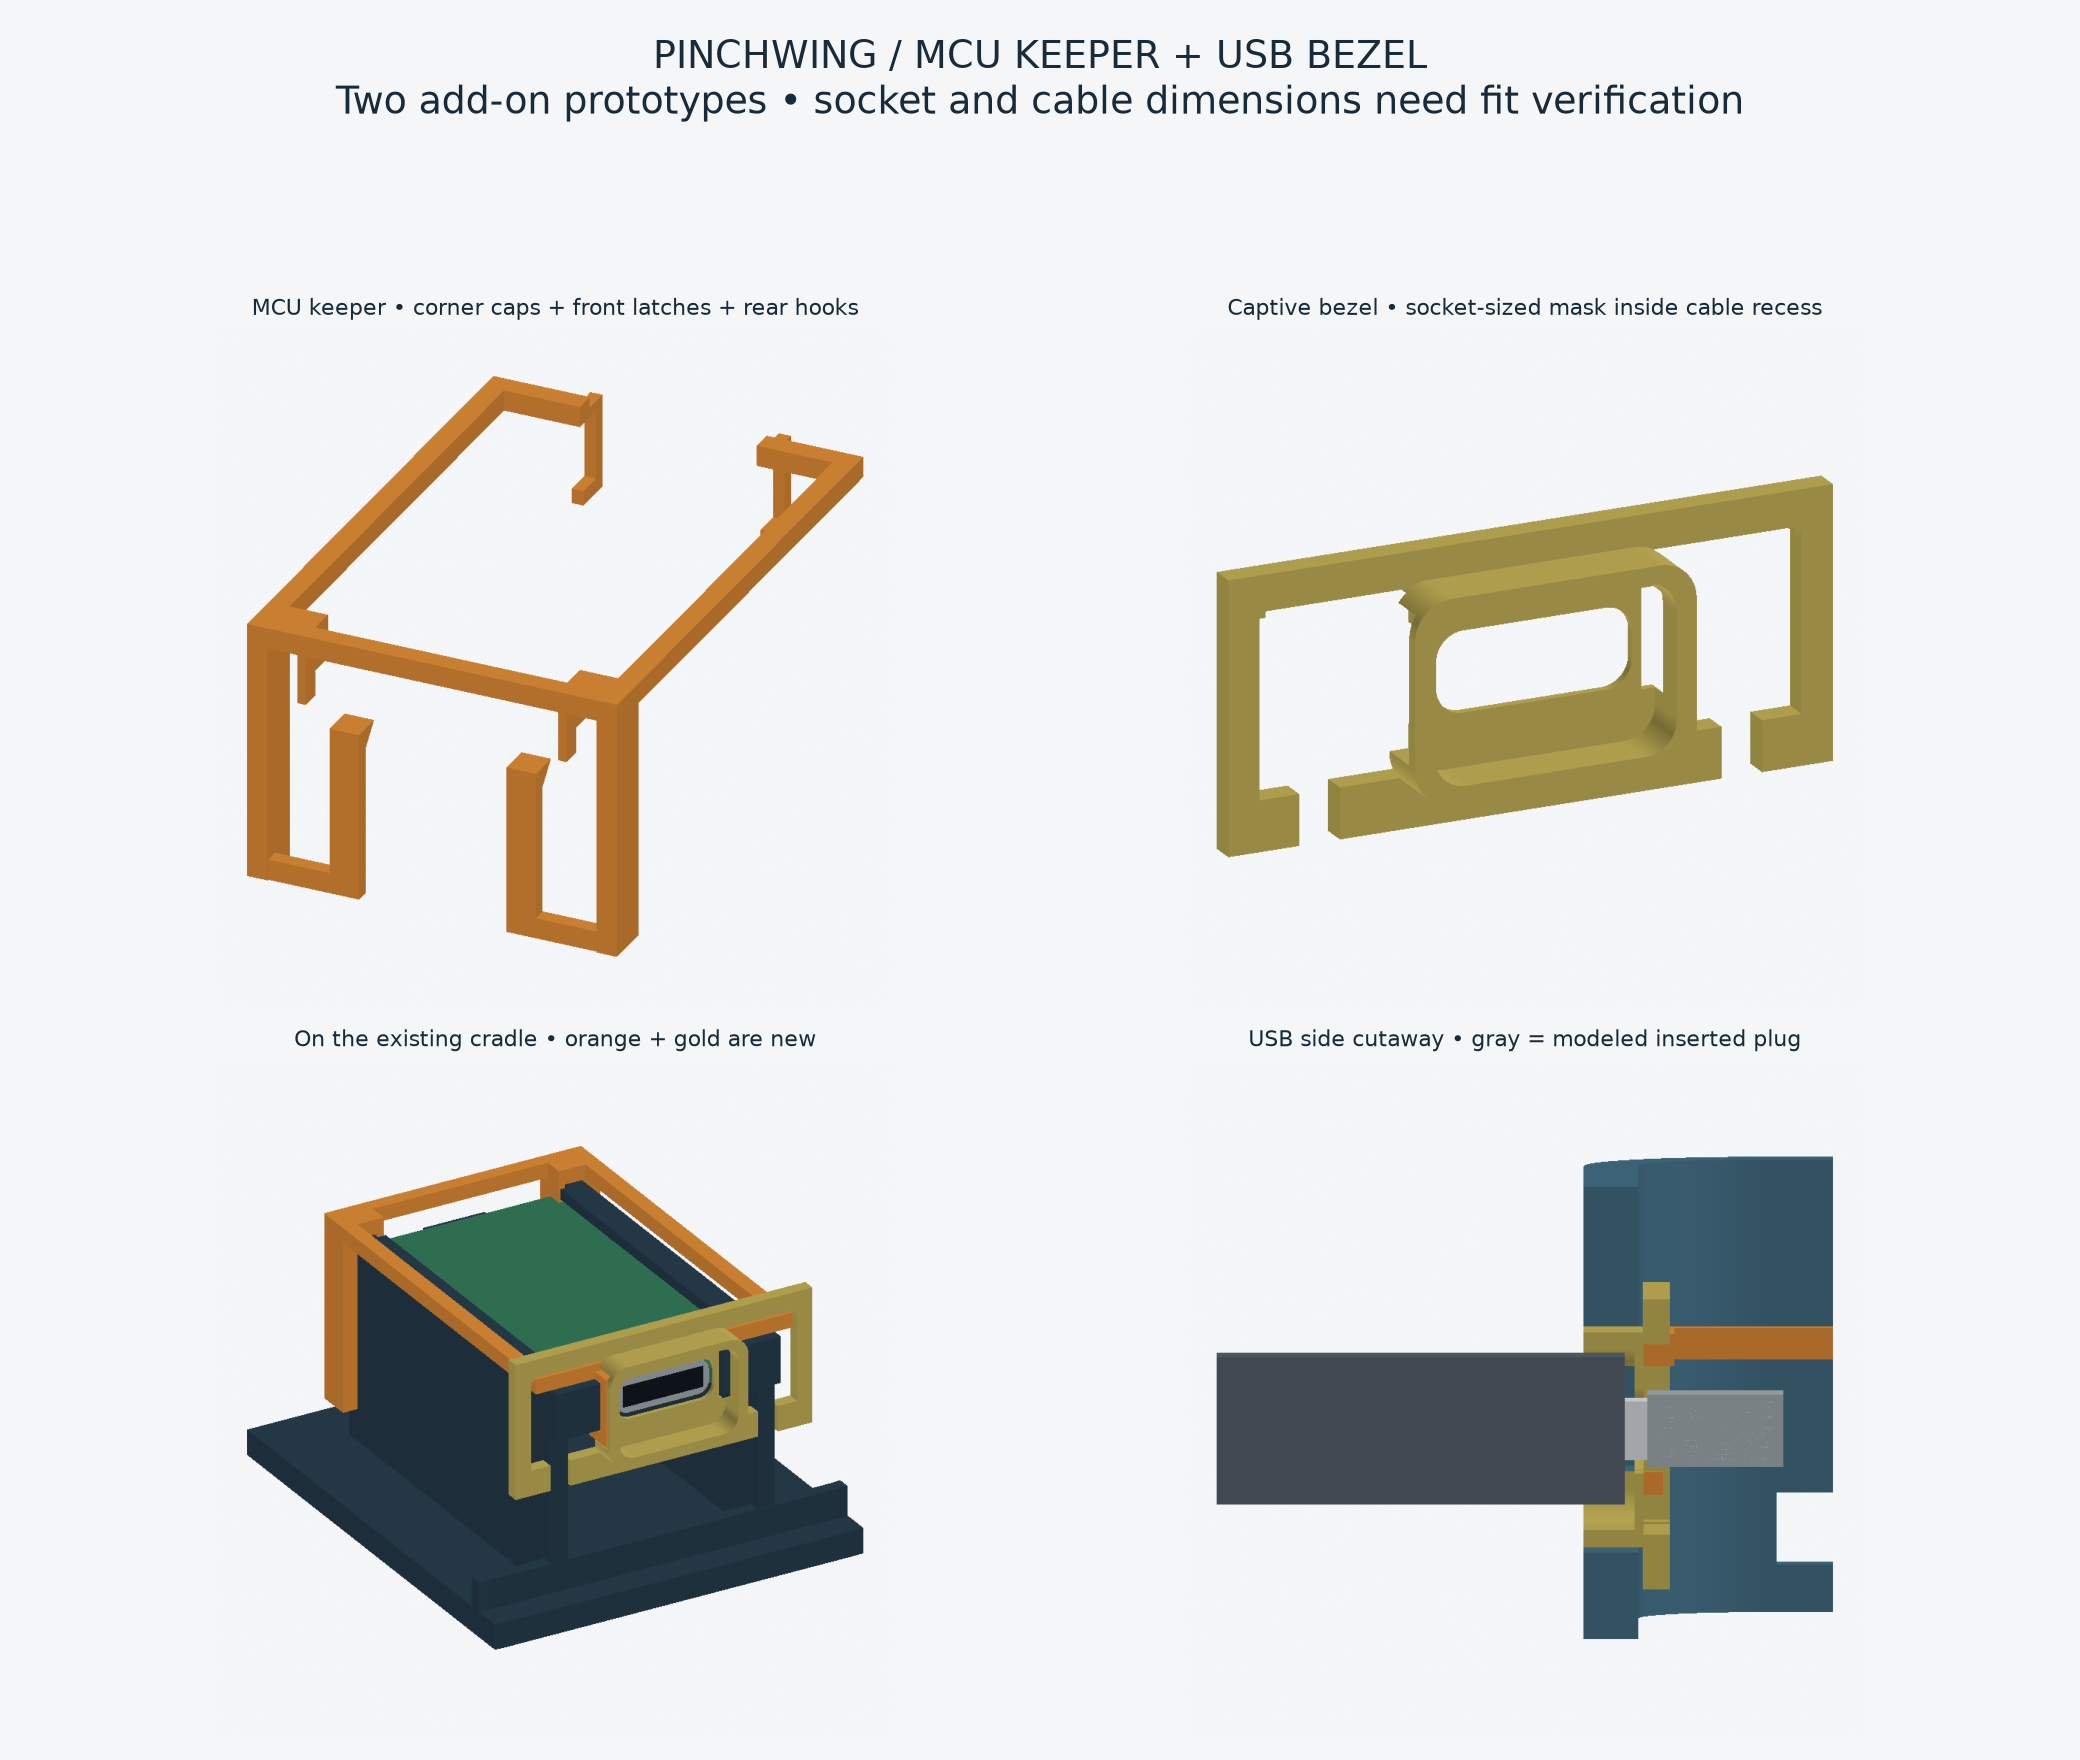 PINCHWING / MCU KEEPER + USB BEZEL
Two add-on prototypes • socket and cable dimensions need fit verification
MCU keeper • corner caps + front latches + rear hooks
Captive bezel • socket-sized mask inside cable recess
On the existing cradle • orange + gold are new
USB side cutaway • gray = modeled inserted plug